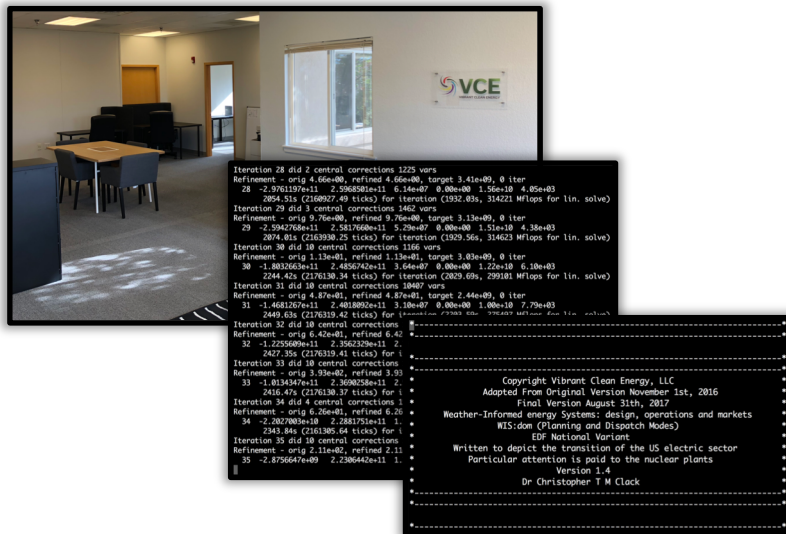 VCE
VIBRANT CLEAN ENERGY
Iteration 28 did 2 central corrections 1225 vars
Refinement - orig 4.66e+00, refined 4.66e+00, target 3.41e+09, 0 iter
28 -2.9761197e+11 2.5968501e+11 6.14e+07 0.00e+00 1.56e+10 4.05e+03
2054.51s (2160927.49 ticks) for iteration (1932.03s, 314221 Mflops for lin. solve)
Iteration 29 did 3 central corrections 1462 vars
Refinement - orig 9.76e+00, refined 9.76e+00, target 3.13e+09, 0 iter
29 -2.5942768e+11 2.5817660e+11 5.29e+07 0.00e+00 1.51e+10 4.38e+03
2074.01s (2163930.25 ticks) for iteration (1929.56s, 314623 Mflops for lin. solve)
Iteration 30 did 10 central corrections 1166 vars
Refinement - orig 1.13e+01, refined 1.13e+01, target 3.03e+09, 0 iter
30 -1.8032663e+11 2.4856742e+11 3.64e+07 0.00e+00 1.22e+10 6.10e+03
2244.42s (2176130.34 ticks) for iteration (2029.69s, 299101 Mflops for lin. solve)
Iteration 31 did 10 central corrections 10407 vars
Refinement - orig 4.87e+01, refined 4.87e+01, target 2.44e+09, 0 iter
31 -1.4681267e+11 2.4018092e+11 3.10e+07 0.00e+00 1.00e+10 7.79e+03
2449.63s (2176319.42 ticks) for iteration (2203.59s, 275497 Mflops for lin. solve)
Iteration 32 did 10 central corrections
Refinement - orig 6.42e+01, refined 6.42
32 -1.2255609e+11 2.3562329e+11 2.
2427.35s (2176319.41 ticks) for i
Iteration 33 did 10 central corrections
Refinement - orig 3.93e+02, refined 3.93
33 -1.0134347e+11 2.3690258e+11 2.
2416.47s (2176130.37 ticks) for i
Iteration 34 did 4 central corrections 1
Refinement - orig 6.26e+01, refined 6.26
34 -2.2027003e+10 2.2881751e+11 1.
2343.84s (2161305.64 ticks) for i
Iteration 35 did 10 central corrections
Refinement - orig 2.11e+02, refined 2.11
35 -2.8756647e+09 2.2306442e+11 1.
Copyright Vibrant Clean Energy, LLC
Adapted From Original Version November 1st, 2016
Final Version August 31th, 2017
Weather-Informed energy Systems: design, operations and markets
WIS:dom (Planning and Dispatch Modes)
EDF National Variant
Written to depict the transition of the US electric sector
Particular attention is paid to the nuclear plants
Version 1.4
Dr Christopher T M Clack